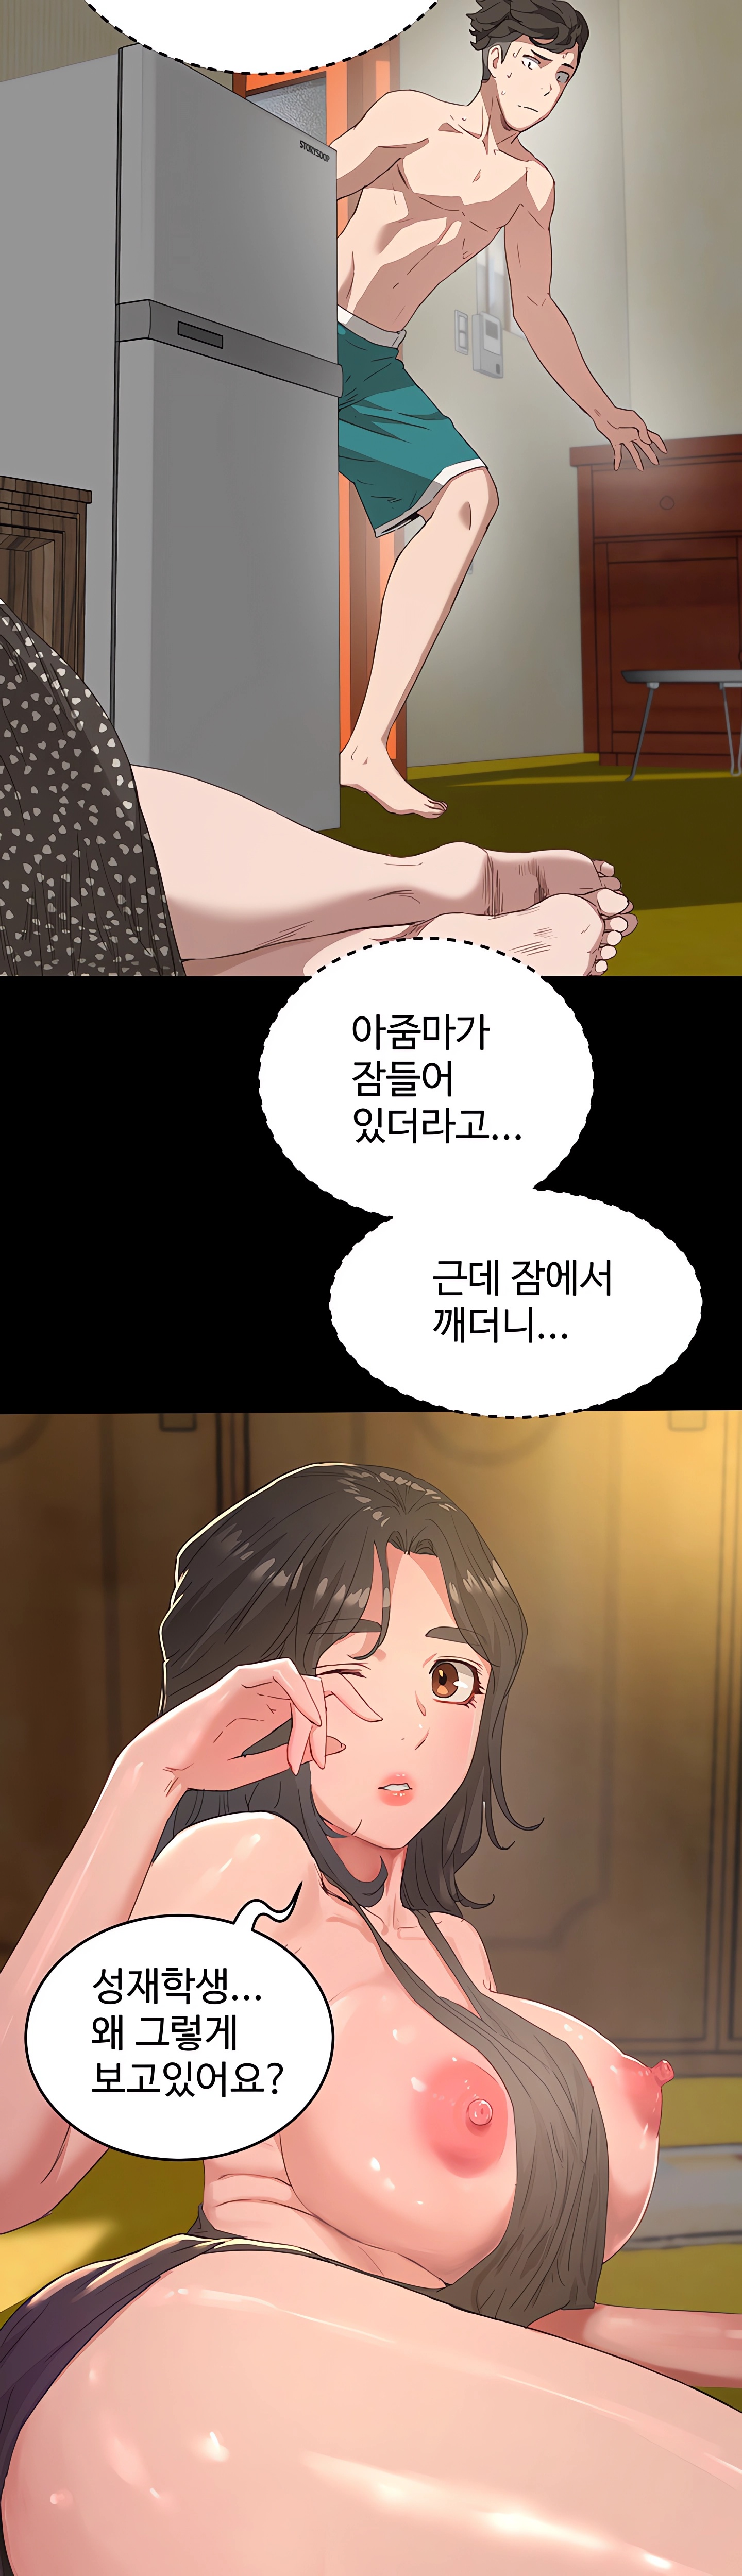 STORYSOOP
아줌마가
잠들어
있더라고...
근데 잠에서
깨더니...
성재학생...
왜 그렇게
보고있어요?